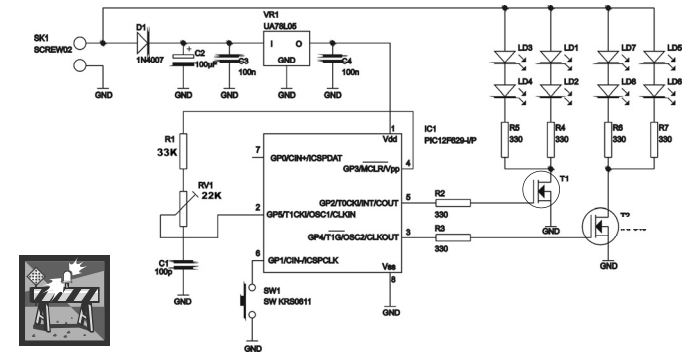 SK1
SCREW02
D1
1N4007
+
C2
100µF
GND
C3
100n
GND
VR1
UA78L05
I
O
GND
GND
C4
100n
GND
LD3
LD1
LD7
LD5
LD4
LD2
LD8
LD6
R5
330
R4
330
R6
330
R7
330
R1
33K
RV1
22K
C1
100p
GND
IC1
PIC12F629-I/P
1
Vdd
7
GP0/CIN+/ICSPDAT
GP3/MCLR/Vpp
4
GP2/T0CKI/INT/COUT
5
2
GP5/T1CKI/OSC1/CLKIN
GP4/T1G/OSC2/CLKOUT
3
6
GP1/CIN-/ICSPCLK
Vss
8
GND
R2
330
R3
330
T1
GND
T2
GND
SW1
SW KRS0611
GND